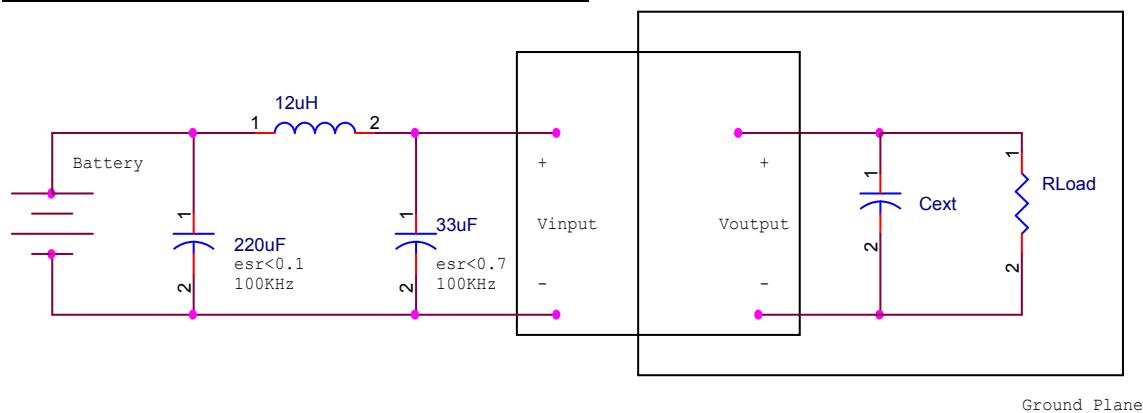 12uH
1
2
Battery
+
+
1
1
1
1
RLoad
Cext
33uF
Vinput
Voutput
220uF
esr<0.1
esr<0.7
2
2
100KHz
100KHz
2
2
-
-
Ground Plane